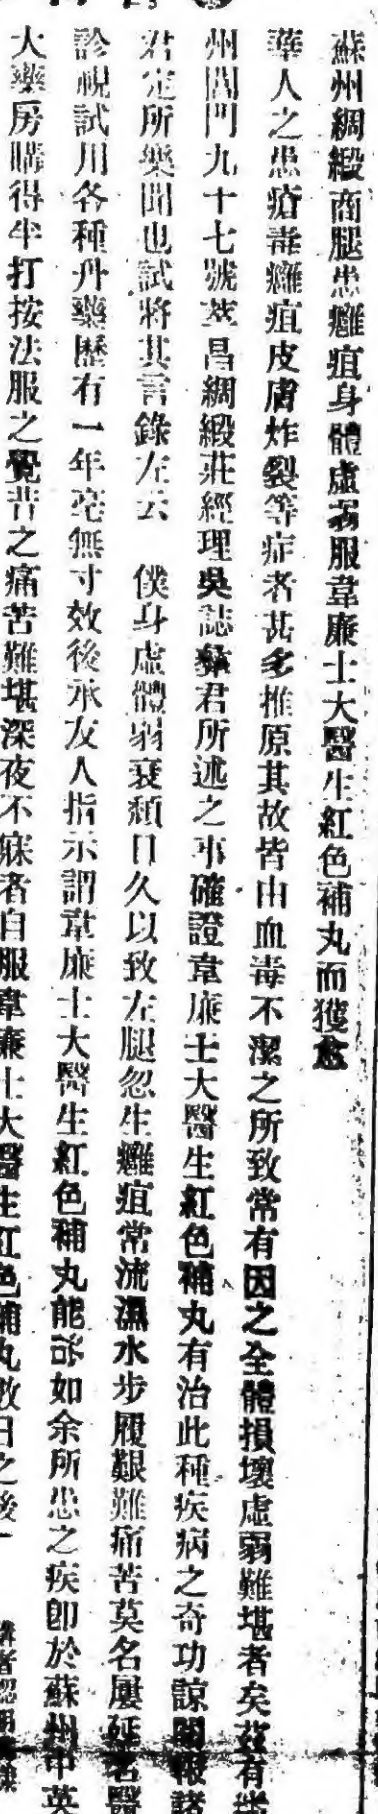 蘇州綢緞商腿患癰疽身體虛弱服韋廉士大醫生紅色補丸而獲愈
華人之患瘡毒癰疽皮膚炸裂等症者甚多推原其故皆由血毒不潔之所致常有因之全體損壞虛弱難堪者矣茲有
州閶門九十七號 昌綢緞莊經理吳誌 君所述之事確證韋廉士大醫生紅色補丸有治此種疾病之奇功諒閱報諸
君定所樂聞也試將其言錄左云 僕身虛體弱衰頹日久以致左腿忽生癰疽常流濕水步履艱難痛苦莫名屢延名醫
診視試用各種丹藥歷有一年 無寸效後承友人指示謂韋廉士大醫生紅色補丸能 如余所患之疾卽於蘇州中英
大藥房購得半打按法服之覺昔之痛苦難堪深夜不寐者自服韋廉士大醫生紅色補丸數日之後